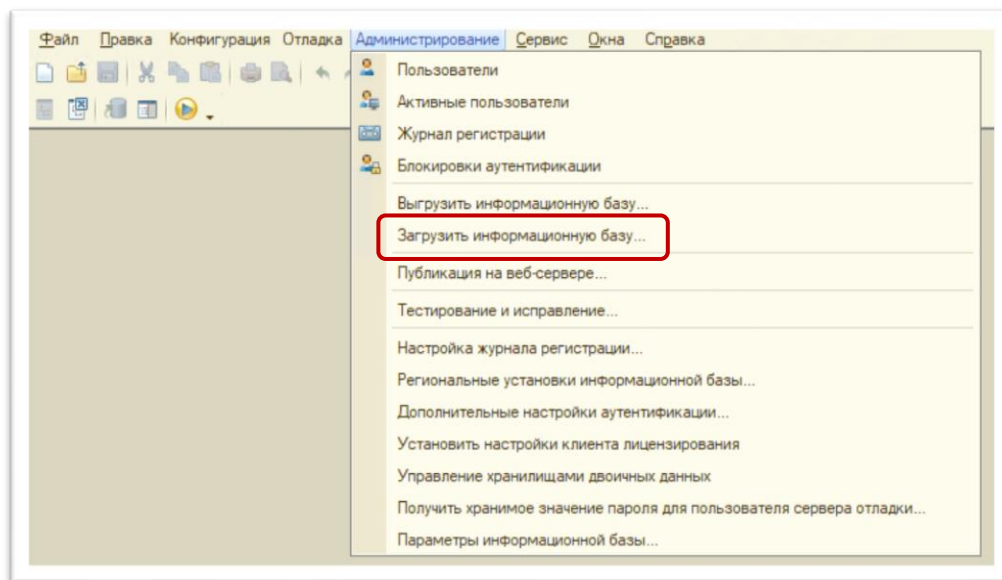 Файл Правка Конфигурация Отладка Администрирование Сервис Окна Справка
Пользователи
Активные пользователи
Журнал регистрации
Блокировки аутентификации
Выгрузить информационную базу...
Загрузить информационную базу...
Публикация на веб-сервере...
Тестирование и исправление...
Настройка журнала регистрации...
Региональные установки информационной базы...
Дополнительные настройки аутентификации...
Установить настройки клиента лицензирования
Управление хранилищами двоичных данных
Получить хранимое значение пароля для пользователя сервера отладки...
Параметры информационной базы...